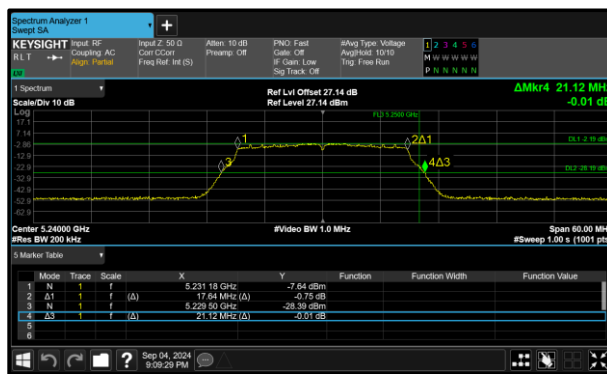 Spectrum Analyzer 1
Swept SA
KEYSIGHT Input: RF Input Z: 50 Ω Atten: 10 dB PNO: Fast #Avg Type: Voltage 1 2 3 4 5 6
RLT Coupling: AC Corr CCorr Preamp: Off Gate: Off Avg|Hold: 10/10 M W W W W W
Align: Partial Freq Ref: Int (S) IF Gain: Low Trig: Free Run P N N N N N
Sig Track: Off
1 Spectrum Ref Lvl Offset 27.14 dB ΔMkr4 21.12 MH
Scale/Div 10 dB Ref Level 27.14 dBm -0.01 dB
Log
17.1 FL3 5.2500 GHz
7.14
-2.86 1 2Δ1 DL1 -2.19 dB
-12.9
-22.9 3 4Δ3 DL2 -28.19 dB
-32.9
-42.9
-52.9
-62.9
Center 5.24000 GHz #Video BW 1.0 MHz Span 60.00 MH
#Res BW 200 kHz #Sweep 1.00 s (1001 pts
5 Marker Table
Mode Trace Scale X Y Function Function Width Function Value
1 N 1 f 5.231 18 GHz -7.64 dBm
2 Δ1 1 f (Δ) 17.64 MHz (Δ) -0.75 dB
3 N 1 f 5.229 50 GHz -28.39 dBm
4 Δ3 1 f (Δ) 21.12 MHz (Δ) -0.01 dB
5
6
Sep 04, 2024
9:09:29 PM